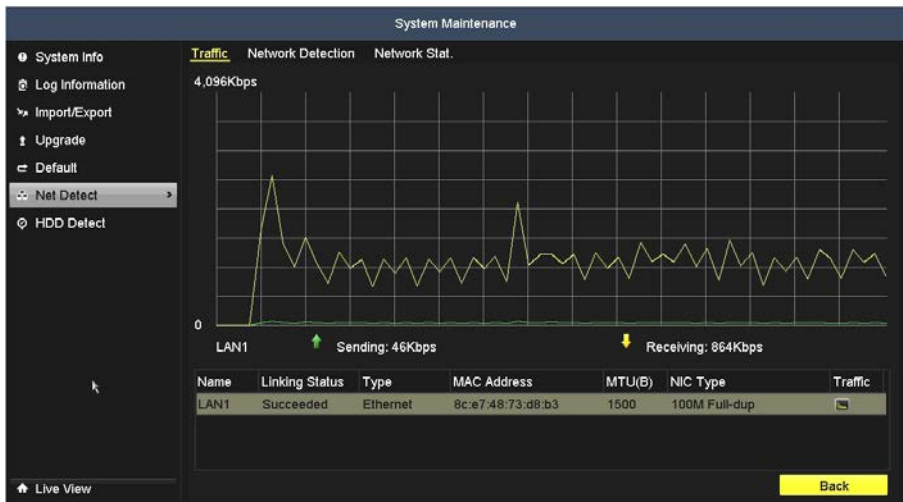 System Maintenance
System Info
Log Information
Import/Export
Upgrade
Default
Net Detect >
HDD Detect
Live View
Traffic Network Detection Network Stat.
4,096Kbps
0
LAN1 Sending: 46Kbps Receiving: 864Kbps
Name Linking Status Type MAC Address MTU(B) NIC Type Traffic
LAN1 Succeeded Ethernet 8c:e7:48:73:d8:b3 1500 100M Full-dup
Back